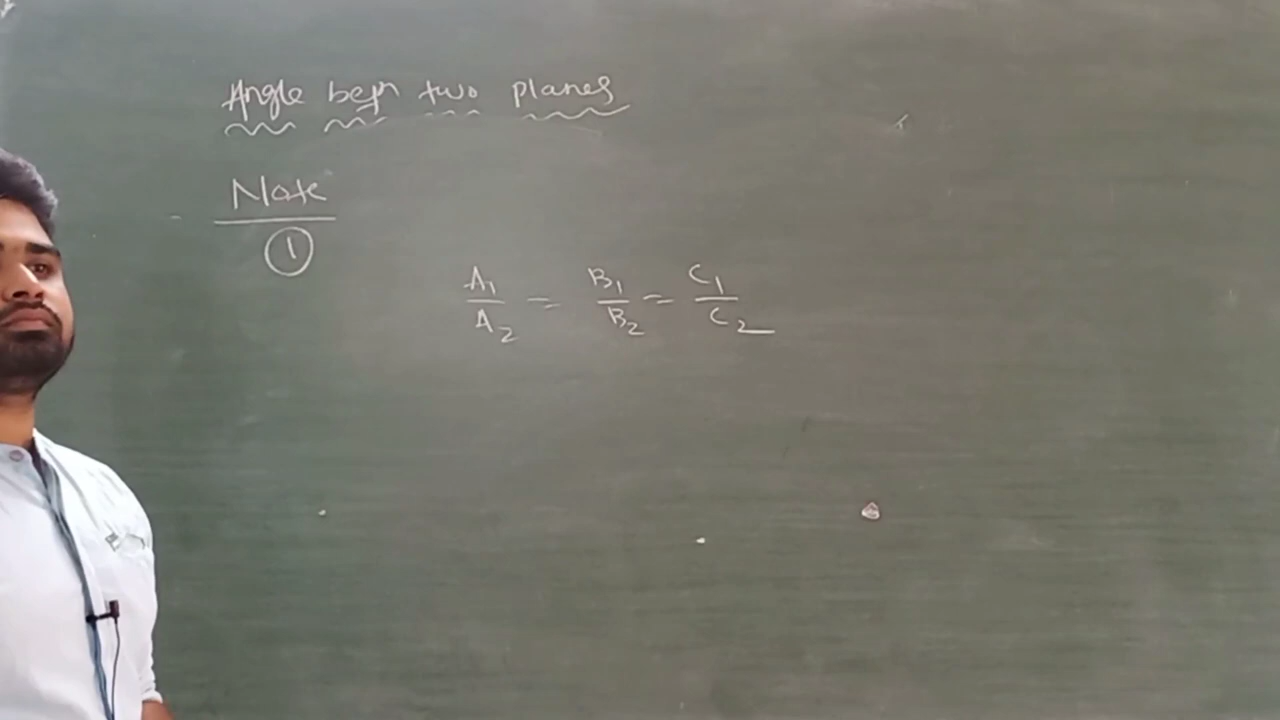 Angle betn two planes
Note
①
A₁/A₂ = B₁/B₂ = C₁/C₂